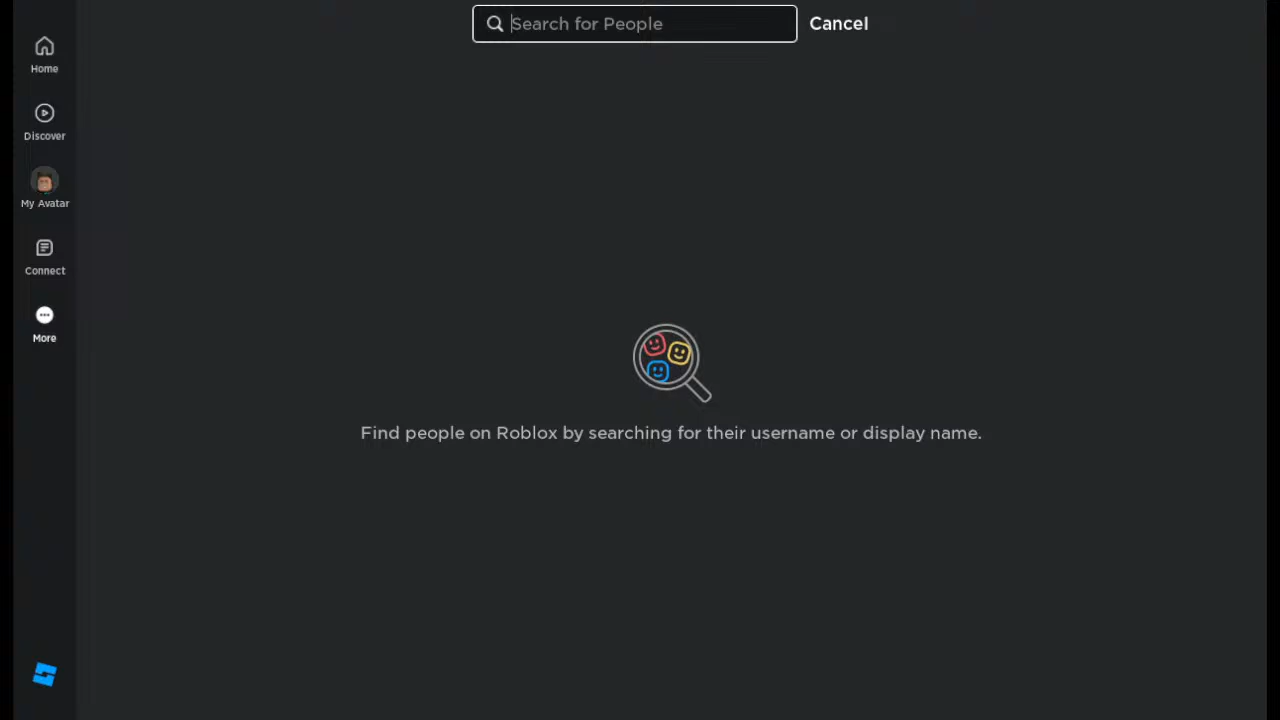 Search for People
Cancel
Home
Discover
My Avatar
Connect
More
Find people on Roblox by searching for their username or display name.